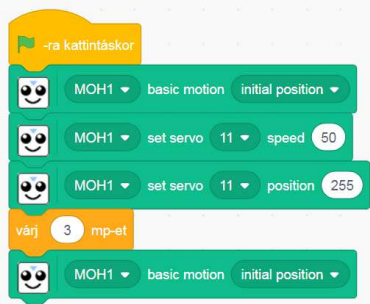 -ra kattintáskor
MOH1 basic motion initial position
MOH1 set servo 11 speed 50
MOH1 set servo 11 position 255
várj 3 mp-et
MOH1 basic motion initial position